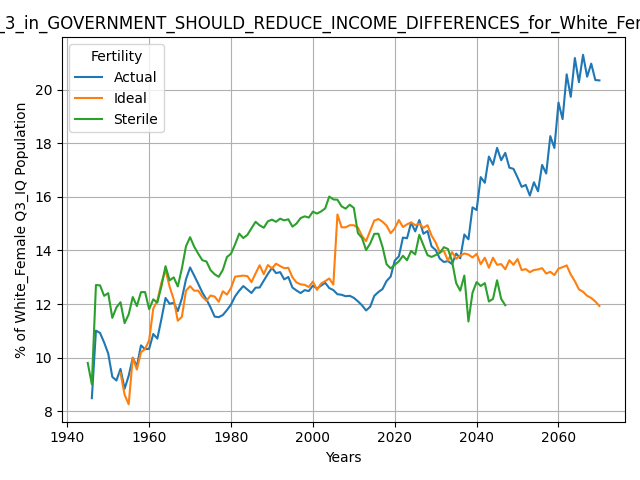 _3_in_GOVERNMENT_SHOULD_REDUCE_INCOME_DIFFERENCES_for_White_Fem
Fertility
Actual
Ideal
Sterile
% of White_Female Q3_IQ Population
20
18
16
14
12
10
8
1940 1960 1980 2000 2020 2040 2060
Years